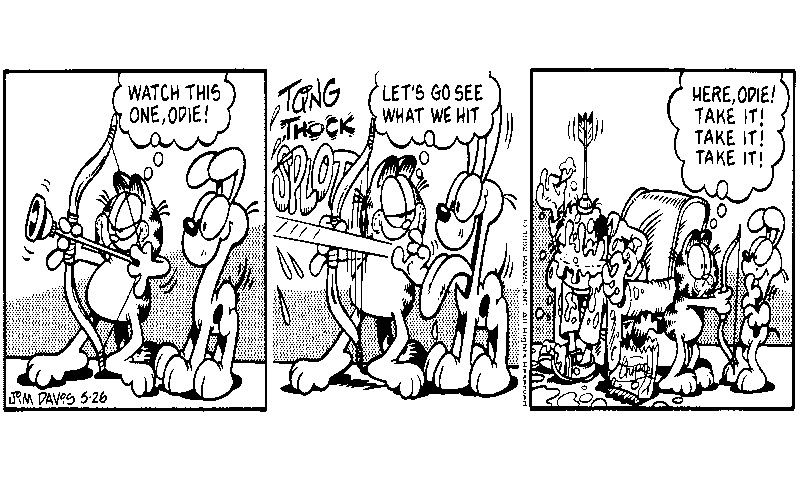 WATCH THIS
ONE, ODIE!
JIM DAVIS 5·26
TONG
THOCK
SPLOT
LET'S GO SEE
WHAT WE HIT
HERE, ODIE!
TAKE IT!
TAKE IT!
TAKE IT!